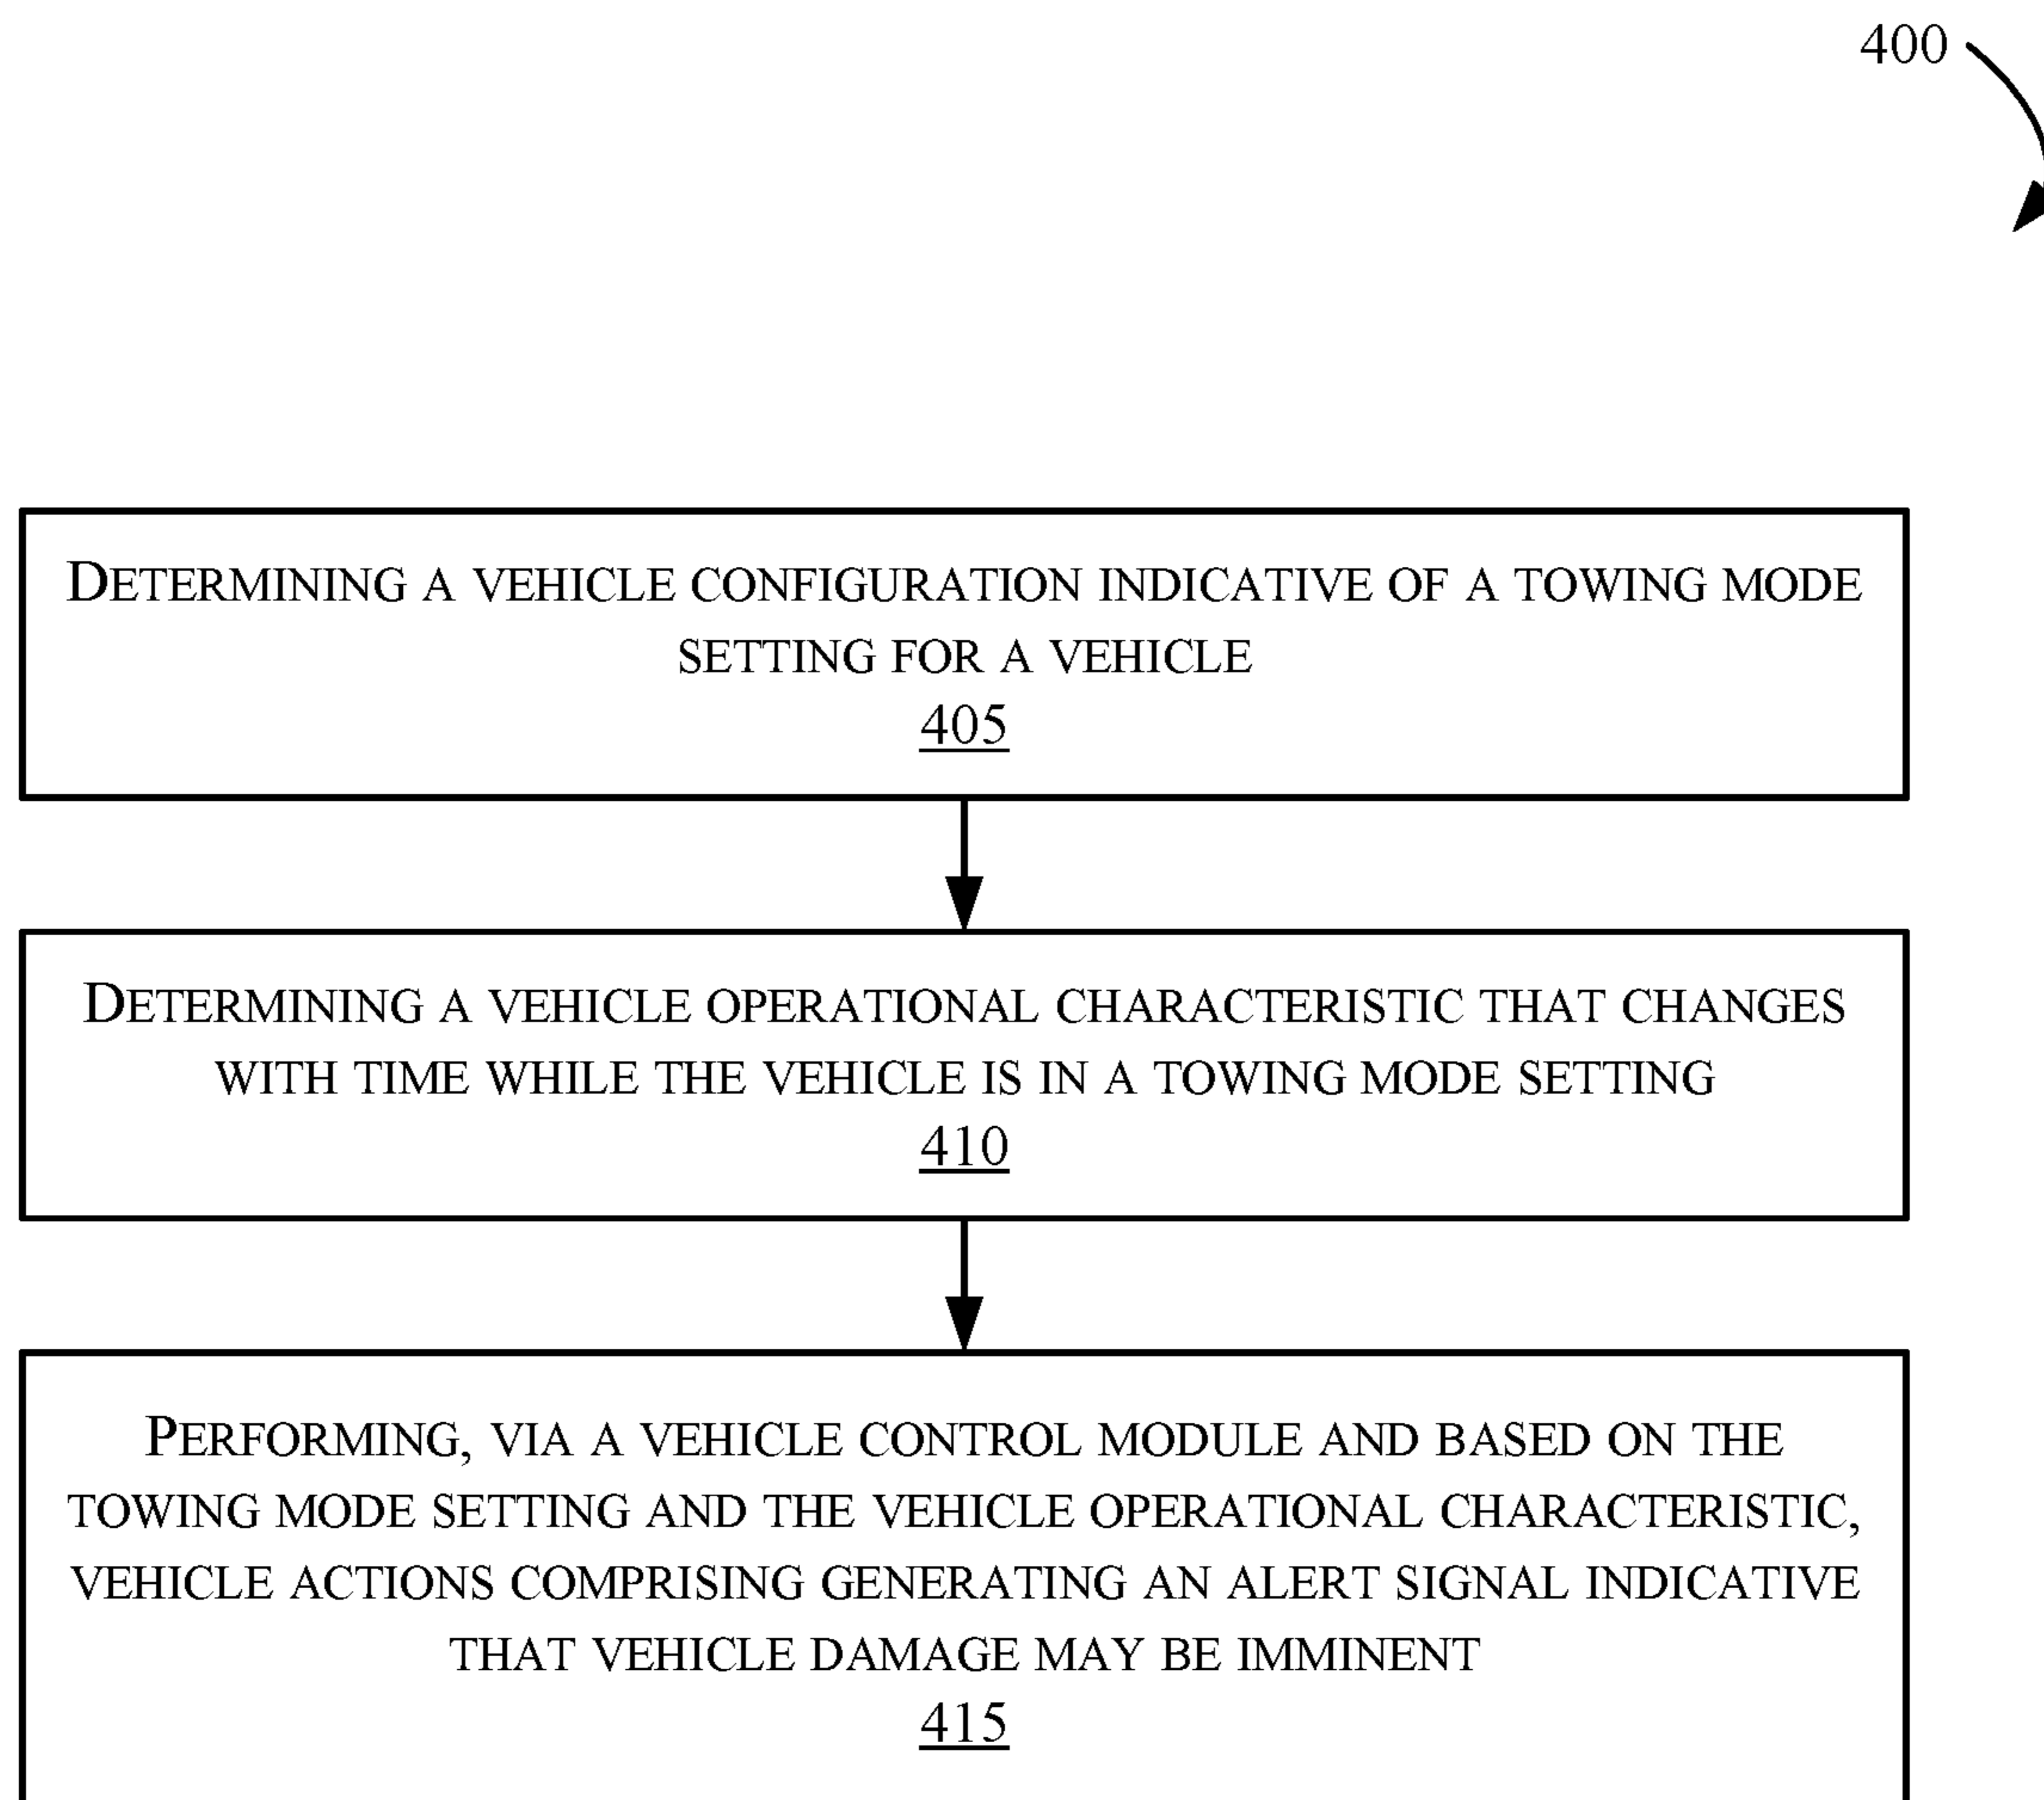 400
Determining a vehicle configuration indicative of a towing mode
setting for a vehicle
405
Determining a vehicle operational characteristic that changes
with time while the vehicle is in a towing mode setting
410
Performing, via a vehicle control module and based on the
towing mode setting and the vehicle operational characteristic,
vehicle actions comprising generating an alert signal indicative
that vehicle damage may be imminent
415